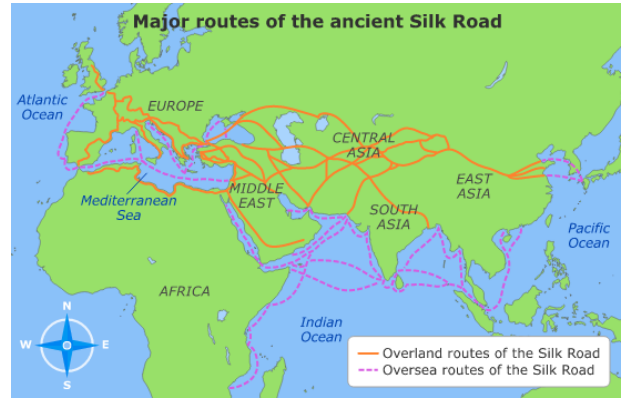 Major routes of the ancient Silk Road
Atlantic
Ocean
EUROPE
CENTRAL
ASIA
EAST
ASIA
Mediterranean
Sea
MIDDLE
EAST
SOUTH
ASIA
Pacific
Ocean
AFRICA
Indian
Ocean
N
W
E
S
Overland routes of the Silk Road
Oversea routes of the Silk Road